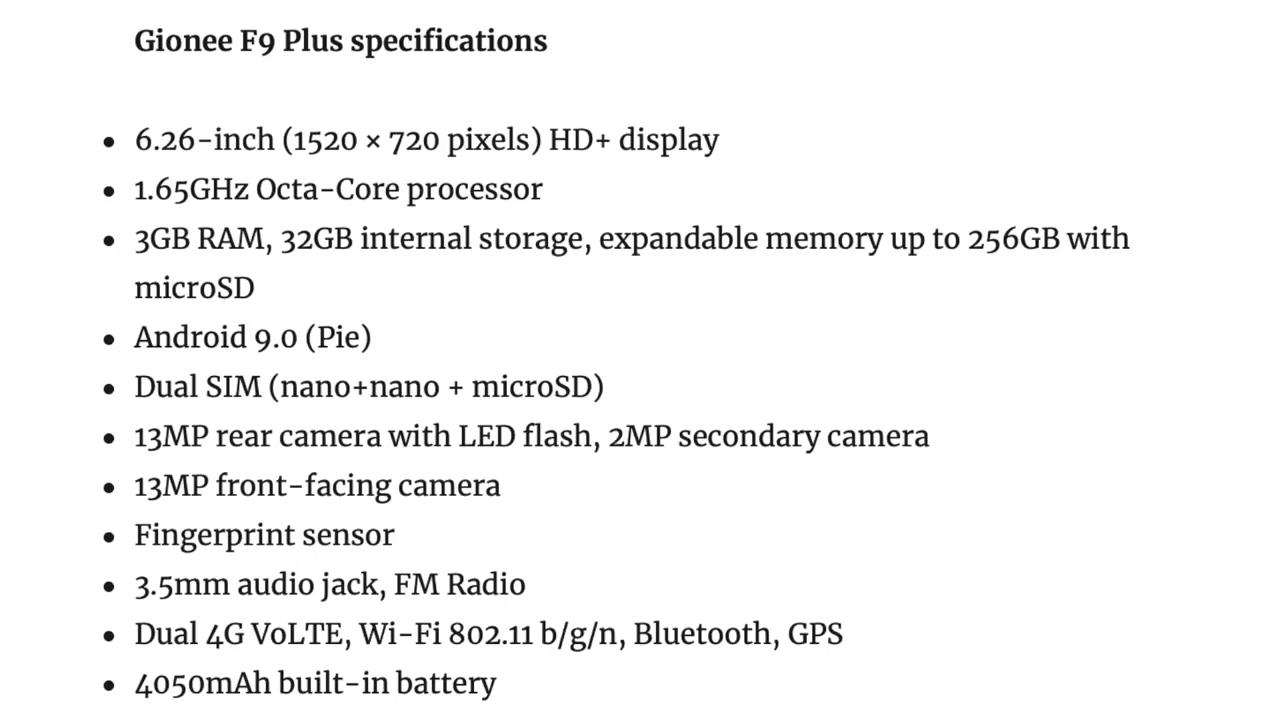 Gionee F9 Plus specifications
• 6.26-inch (1520 × 720 pixels) HD+ display
• 1.65GHz Octa-Core processor
• 3GB RAM, 32GB internal storage, expandable memory up to 256GB with
microSD
• Android 9.0 (Pie)
• Dual SIM (nano+nano + microSD)
• 13MP rear camera with LED flash, 2MP secondary camera
• 13MP front-facing camera
• Fingerprint sensor
• 3.5mm audio jack, FM Radio
• Dual 4G VoLTE, Wi-Fi 802.11 b/g/n, Bluetooth, GPS
• 4050mAh built-in battery